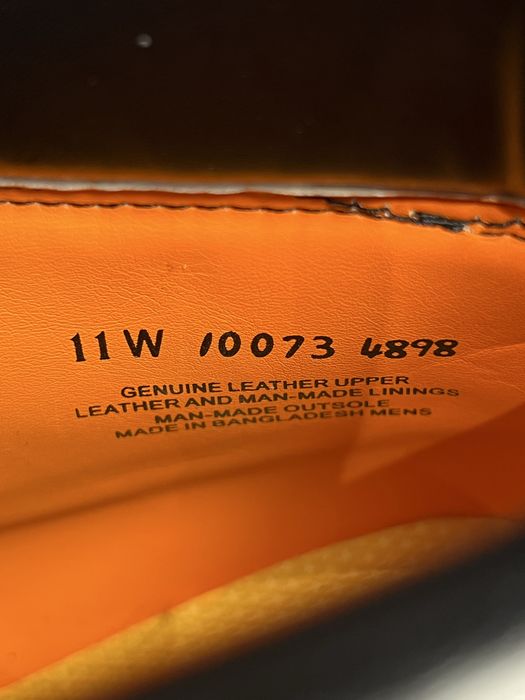 11W 10073 4898
GENUINE LEATHER UPPER
LEATHER AND MAN-MADE LININGS
MAN-MADE OUTSOLE
MADE IN BANGLADESH MENS